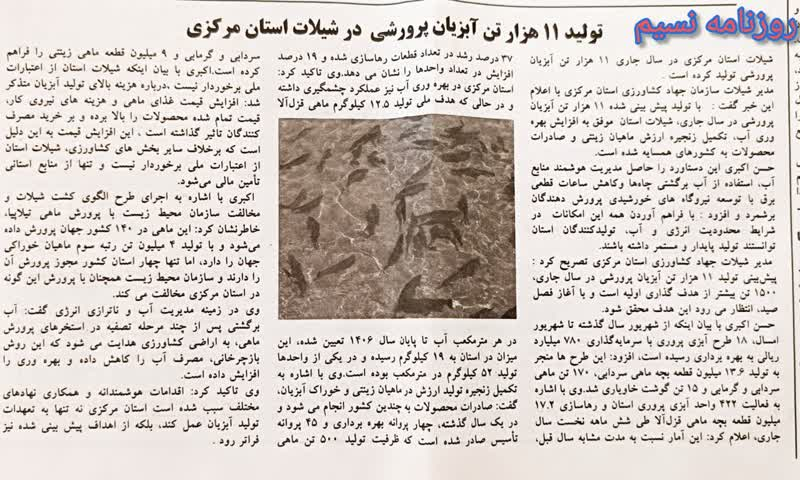 روزنامه نسیم
تولید ۱۱ هزار تن آبزیان پرورشی در شیلات استان مرکزی
شیلات استان مرکزی در سال جاری ۱۱ هزار تن آبزیان
پرورشی تولید کرده است .
مدیر شیلات سازمان جهاد کشاورزی استان مرکزی با اعلام
این خبر گفت : با تولید پیش بینی شده ۱۱ هزار تن آبزیان
پرورشی در سال جاری، شیلات استان موفق به افزایش بهره
وری آب، تکمیل زنجیره ارزش ماهیان زینتی و صادرات
محصولات به کشورهای همسایه شده است.
حسن اکبری این دستاورد را حاصل مدیریت هوشمند منابع
آب، استفاده از آب برگشتی چاه‌ها وکاهش ساعات قطعی
برق با توسعه نیروگاه های خورشیدی پرورش دهندگان
برشمرد و افزود : با فراهم آوردن همه این امکانات در
شرایط محدودیت انرژی و آب، تولیدکنندگان استان
توانستند تولید پایدار و مستمر داشته باشند.
مدیر شیلات جهاد کشاورزی استان مرکزی تصریح کرد :
پیش‌بینی تولید ۱۱ هزار تن آبزیان پرورشی در سال جاری،
۱۵۰۰ تن بیشتر از هدف گذاری اولیه است و با آغاز فصل
صید، انتظار می رود این هدف محقق شود.
حسن اکبری با بیان اینکه از شهریور سال گذشته تا شهریور
امسال، ۱۸ طرح آبزی پروری با سرمایه‌گذاری ۷۸۰ میلیارد
ریالی به بهره برداری رسیده است، افزود: این طرح ها منجر
به تولید ۱۳.۶ میلیون قطعه بچه ماهی سردابی، ۱۷۰ تن ماهی
سردابی و گرمابی و ۱۵ تن گوشت خاویاری شد.وی با اشاره
به فعالیت ۴۲۲ واحد آبزی پروری استان و رهاسازی ۱۷.۲
میلیون قطعه بچه ماهی قزل‌آلا طی شش ماهه نخست سال
جاری، اعلام کرد: این آمار نسبت به مدت مشابه سال قبل،
۳۷ درصد رشد در تعداد قطعات رهاسازی شده و ۱۹ درصد
افزایش در تعداد واحدها را نشان می دهد.وی تاکید کرد:
استان مرکزی در بهره وری آب نیز عملکرد چشمگیری داشته
و در حالی که هدف ملی تولید ۱۲.۵ کیلوگرم ماهی قزل‌آلا
در هر مترمکعب آب تا پایان سال ۱۴۰۶ تعیین شده، این
میزان در استان به ۱۹ کیلوگرم رسیده و در یکی از واحدها
تولید ۵۲ کیلوگرم در مترمکعب بوده است.وی با اشاره به
تکمیل زنجیره تولید ارزش درماهیان زینتی و خوراک آبزیان،
گفت: صادرات محصولات به چندین کشور انجام می شود و
در یک سال گذشته، چهار پروانه بهره برداری و ۴۵ پروانه
تأسیس صادر شده است که ظرفیت تولید ۵۰۰ تن ماهی
سردابی و گرمابی و ۹ میلیون قطعه ماهی زینتی را فراهم
کرده است.اکبری با بیان اینکه شیلات استان از اعتبارات
ملی برخوردار نیست ،درباره هزینه بالای تولید آبزیان متذکر
شد: افزایش قیمت غذای ماهی و هزینه های نیروی کار،
قیمت تمام شده محصولات را بالا برده و بر خرید مصرف
کنندگان تاثیر گذاشته است . این افزایش قیمت به این دلیل
است که برخلاف سایر بخش های کشاورزی، شیلات استان
از اعتبارات ملی برخوردار نیست و تنها از منابع استانی
تأمین مالی می‌شود.
اکبری با اشاره به اجرای طرح الگوی کشت شیلات و
مخالفت سازمان محیط زیست با پرورش ماهی تیلاپیا،
خاطرنشان کرد: این ماهی در ۱۴۰ کشور جهان پرورش داده
می‌شود و با تولید ۴ میلیون تن رتبه سوم ماهیان خوراکی
جهان را دارد، اما تنها چهار استان کشور مجوز پرورش آن
را دارند و سازمان محیط زیست همچنان با پرورش این گونه
در استان مرکزی مخالفت می کند.
وی در زمینه مدیریت آب و ناترازی انرژی گفت: آب
برگشتی پس از چند مرحله تصفیه در استخرهای پرورش
ماهی، به اراضی کشاورزی هدایت می شود که این روش
بازچرخانی، مصرف آب را کاهش داده و بهره وری را
افزایش داده است.
وی تاکید کرد: اقدامات هوشمندانه و همکاری نهادهای
مختلف سبب شده است استان مرکزی نه تنها به تعهدات
تولید آبزیان عمل کند، بلکه از اهداف پیش بینی شده نیز
فراتر رود .